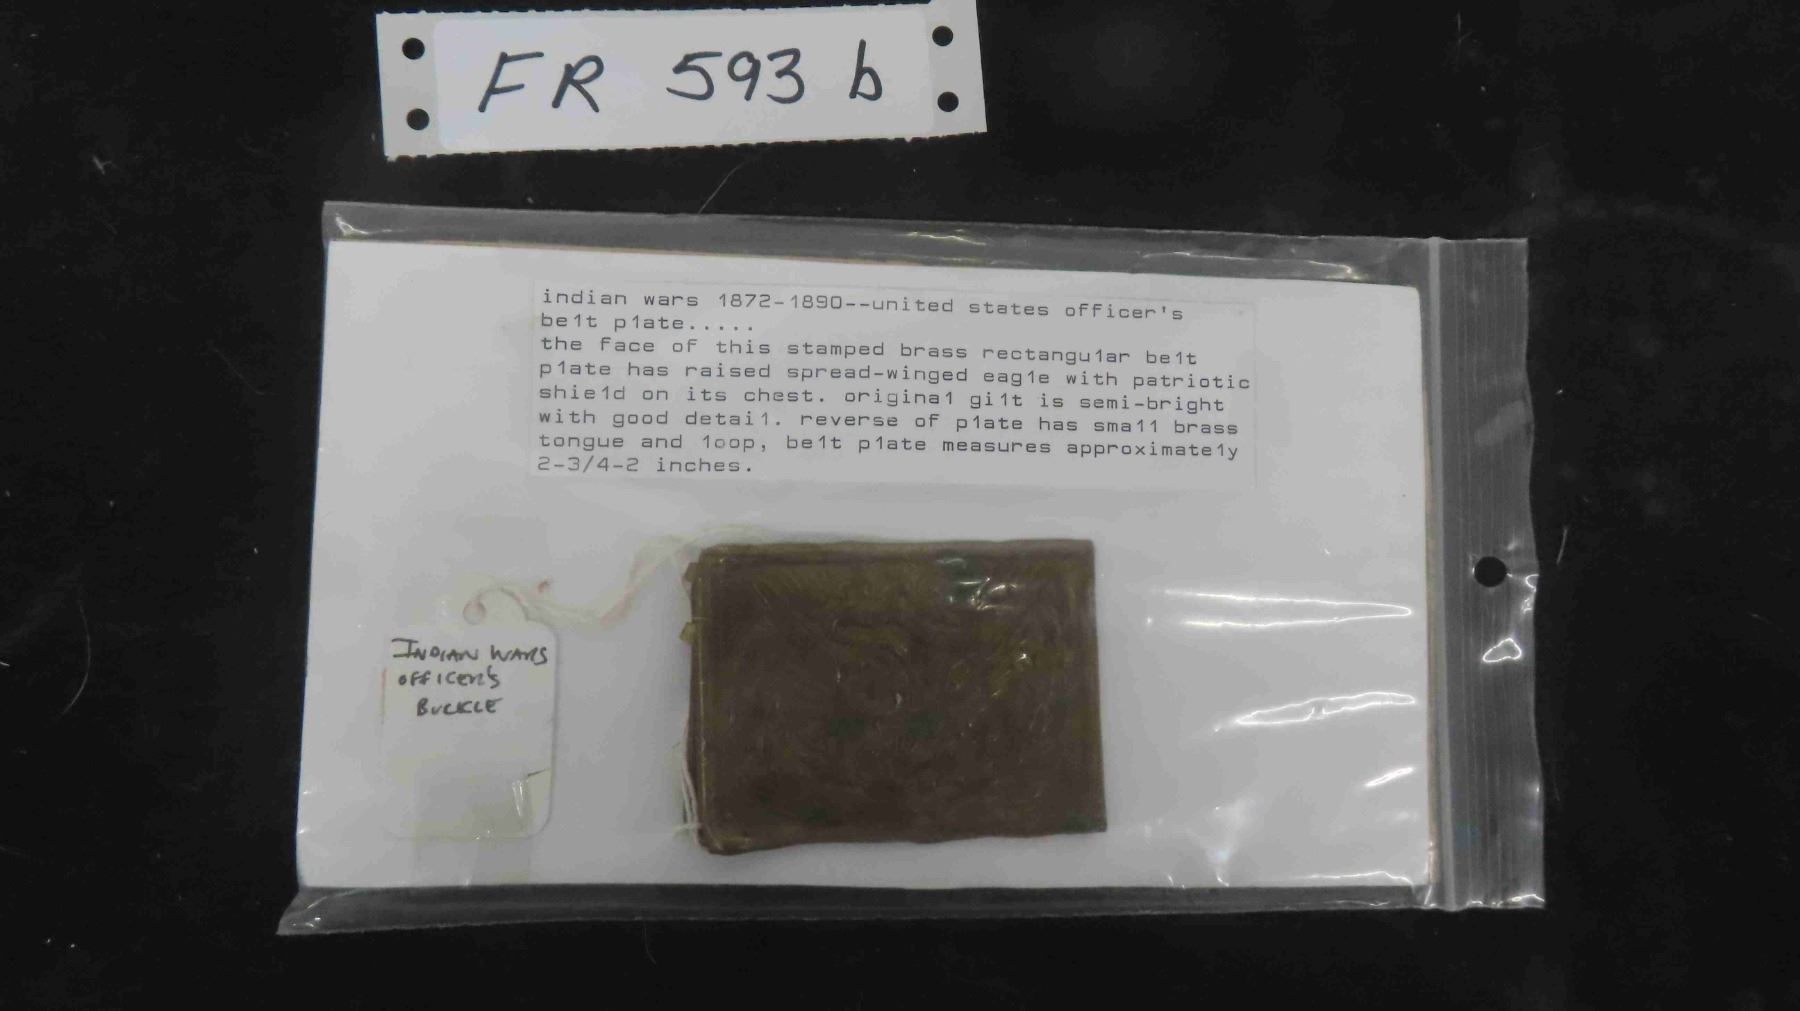 FR 593 b
indian wars 1872-1890--united states officer's
be1t p1ate.....
the face of this stamped brass rectangu1ar be1t
p1ate has raised spread-winged eag1e with patriotic
shie1d on its chest. origina1 gi1t is semi-bright
with good detai1. reverse of p1ate has sma11 brass
tongue and 1oop, be1t p1ate measures approximate1y
2-3/4-2 inches.
INDIAN WARS
OFFICER'S
BUCKLE